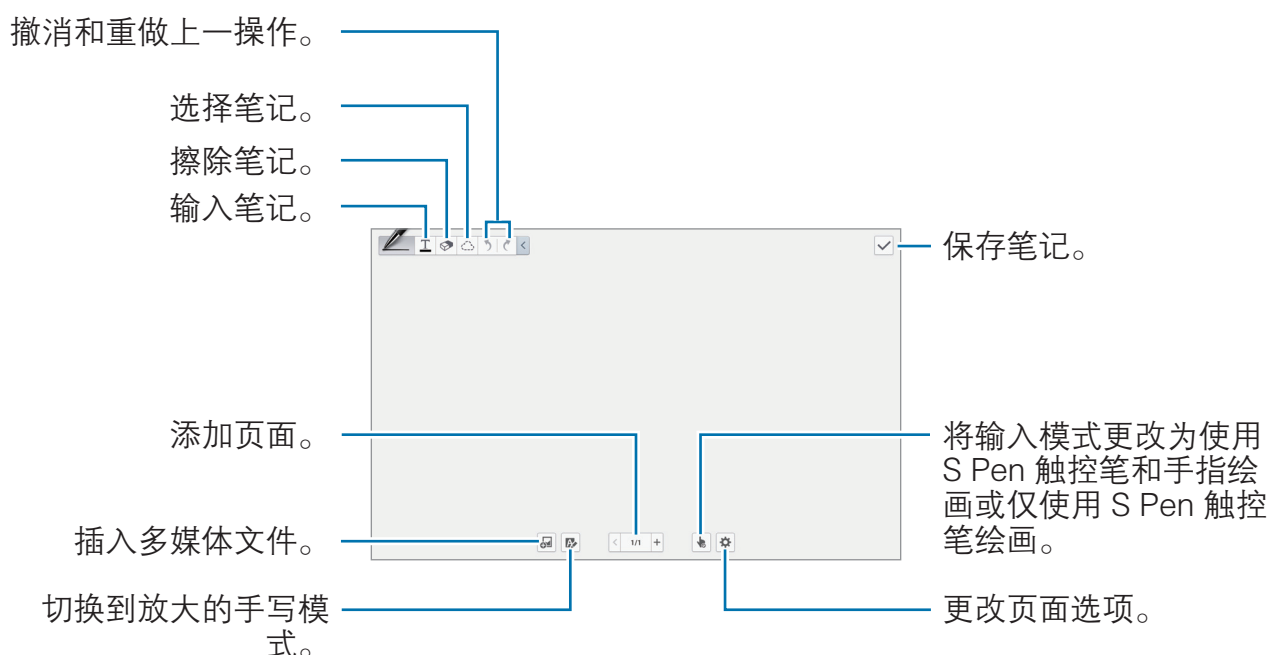 撤消和重做上一操作。
选择笔记。
擦除笔记。
输入笔记。
保存笔记。
添加页面。
将输入模式更改为使用
S Pen 触控笔和手指绘
画或仅使用 S Pen 触控
笔绘画。
1/1
插入多媒体文件。
切换到放大的手写模
式。
更改页面选项。